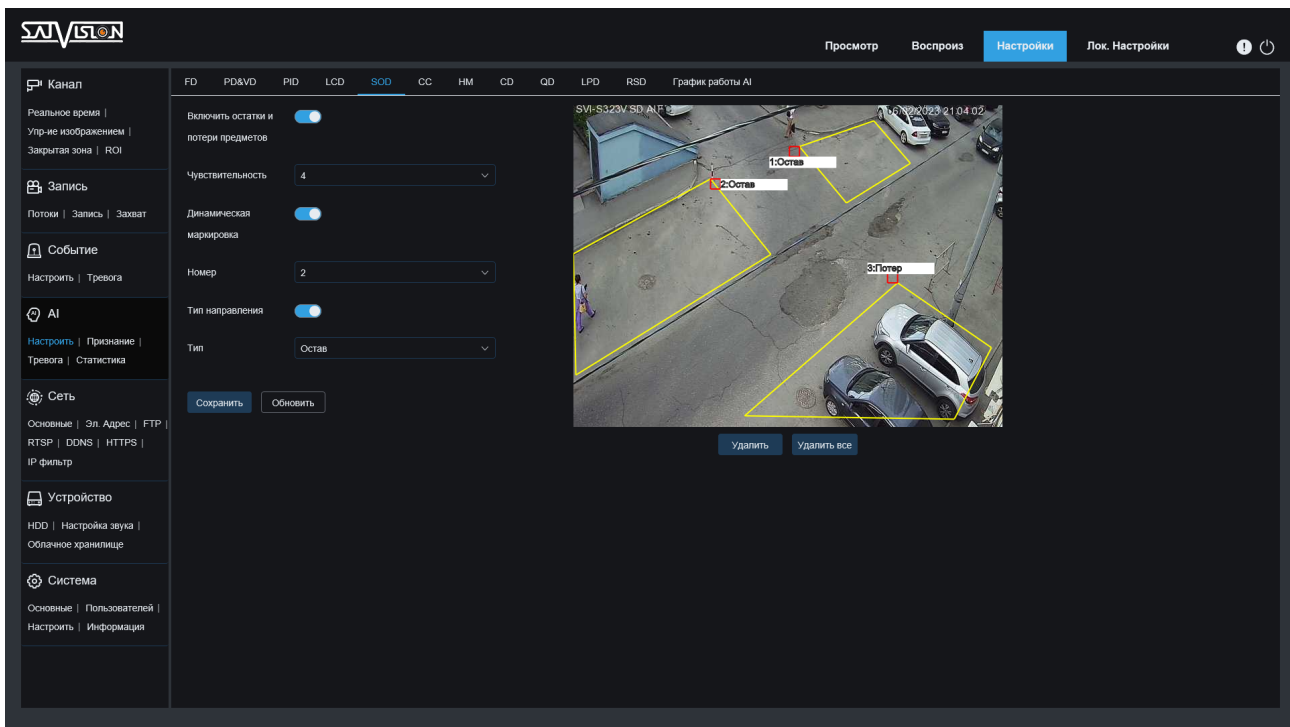 SATVISION
Просмотр
Воспроиз
Настройки
Лок. Настройки
Канал
Реальное время |
Упр-ие изображением |
Закрытая зона | ROI
Запись
Потоки | Запись | Захват
Событие
Настроить | Тревога
AI
Настроить | Признание |
Тревога | Статистика
Сеть
Основные | Эл. Адрес | FTP |
RTSP | DDNS | HTTPS |
IP фильтр
Устройство
HDD | Настройка звука |
Облачное хранилище
Система
Основные | Пользователей |
Настроить | Информация
FD PD&VD PID LCD SOD CC HM CD QD LPD RSD График работы AI
Включить остатки и
потери предметов
Чувствительность
4
Динамическая
маркировка
Номер
2
Тип направления
Тип
Остав
Сохранить
Обновить
SVI-S323V SD AI
6/02/2023 21:04:02
1:Остав
2:Остав
3:Потер
Удалить
Удалить все